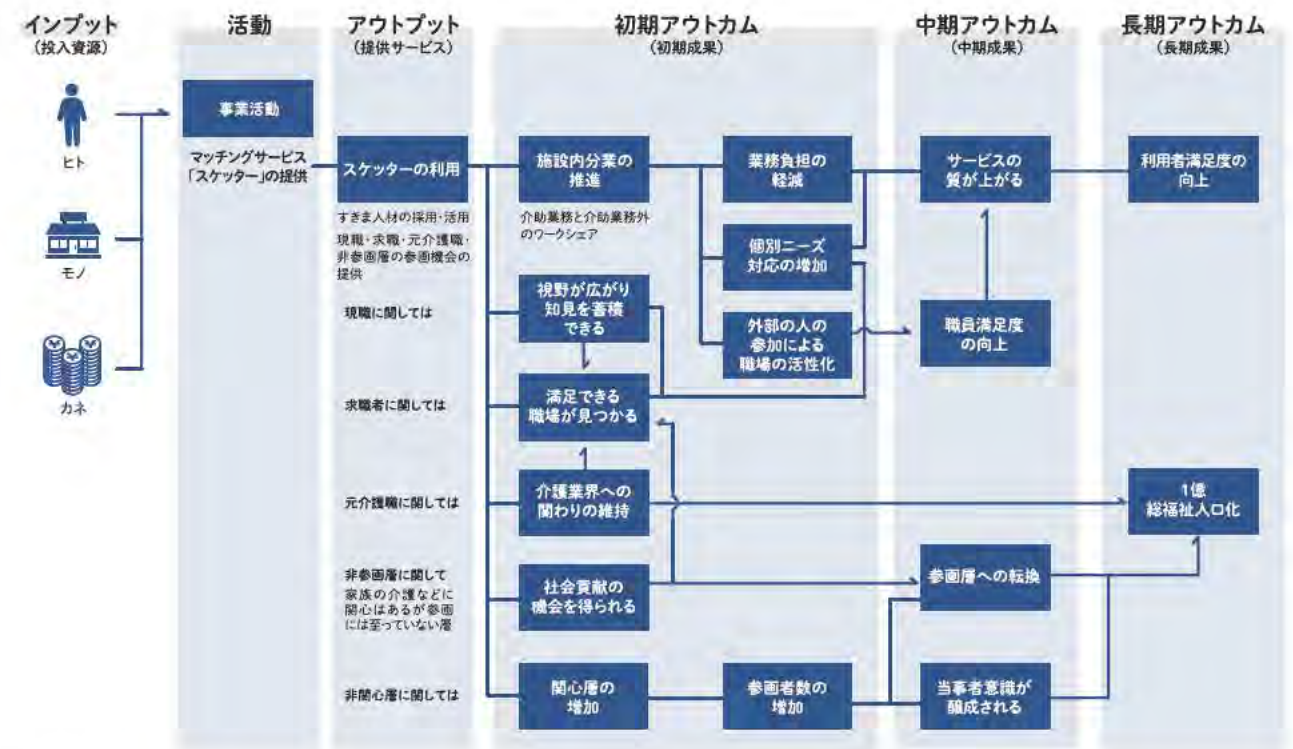 インプット
(投入資源)
活動
アウトプット
(提供サービス)
初期アウトカム
(初期成果)
中期アウトカム
(中期成果)
長期アウトカム
(長期成果)
ヒト
モノ
カネ
事業活動
マッチングサービス
「スケッター」の提供
スケッターの利用
すきま人材の採用・活用
現職・求職・元介護職・
非参画層の参画機会の
提供
現職に関しては
求職者に関しては
元介護職に関しては
非参画層に関して
家族の介護などに
関心はあるが参画
には至っていない層
非関心層に関しては
施設内分業の
推進
介助業務と介助業務外
のワークシェア
視野が広がり
知見を蓄積
できる
満足できる
職場が見つかる
介護業界への
関わりの維持
社会貢献の
機会を得られる
関心層の
増加
業務負担の
軽減
個別ニーズ
対応の増加
外部の人の
参加による
職場の活性化
参画者数の
増加
サービスの
質が上がる
職員満足度
の向上
参画層への転換
当事者意識が
醸成される
利用者満足度の
向上
1億
総福祉人口化